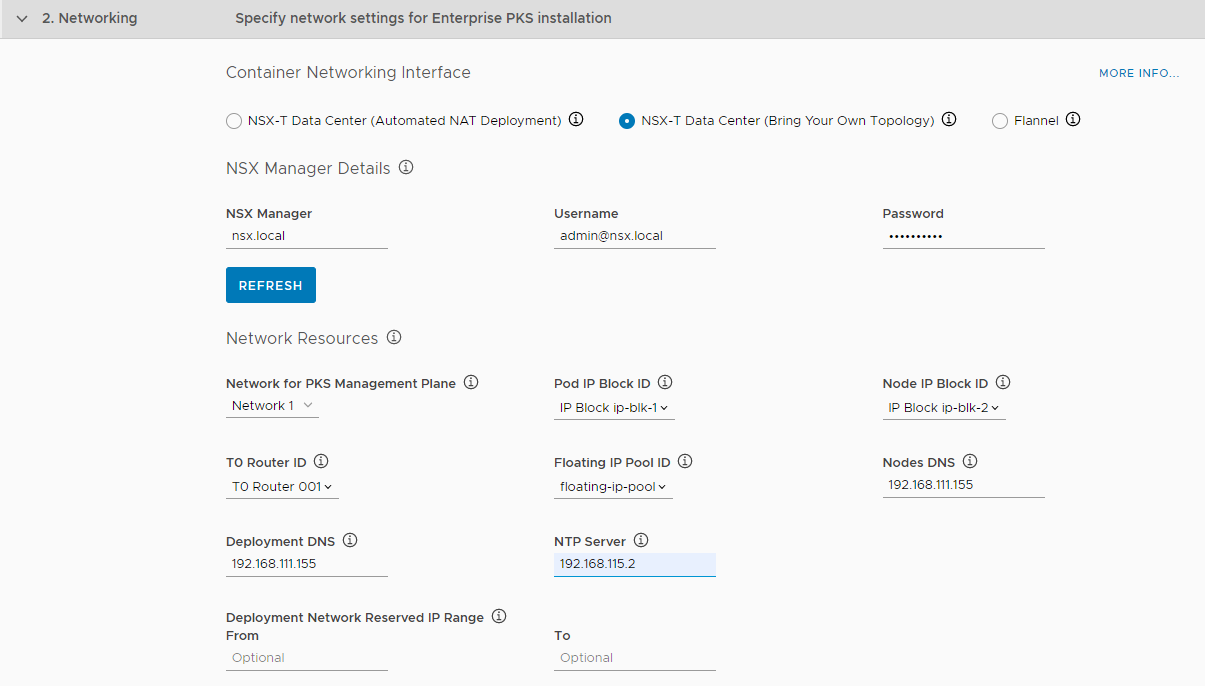 2. Networking Specify network settings for Enterprise PKS installation
Container Networking Interface MORE INFO...
NSX-T Data Center (Automated NAT Deployment) NSX-T Data Center (Bring Your Own Topology) Flannel
NSX Manager Details
NSX Manager Username Password
nsx.local admin@nsx.local ••••••••••
REFRESH
Network Resources
Network for PKS Management Plane Pod IP Block ID Node IP Block ID
Network 1 IP Block ip-blk-1 IP Block ip-blk-2
T0 Router ID Floating IP Pool ID Nodes DNS
T0 Router 001 floating-ip-pool 192.168.111.155
Deployment DNS NTP Server
192.168.111.155 192.168.115.2
Deployment Network Reserved IP Range
From To
Optional Optional